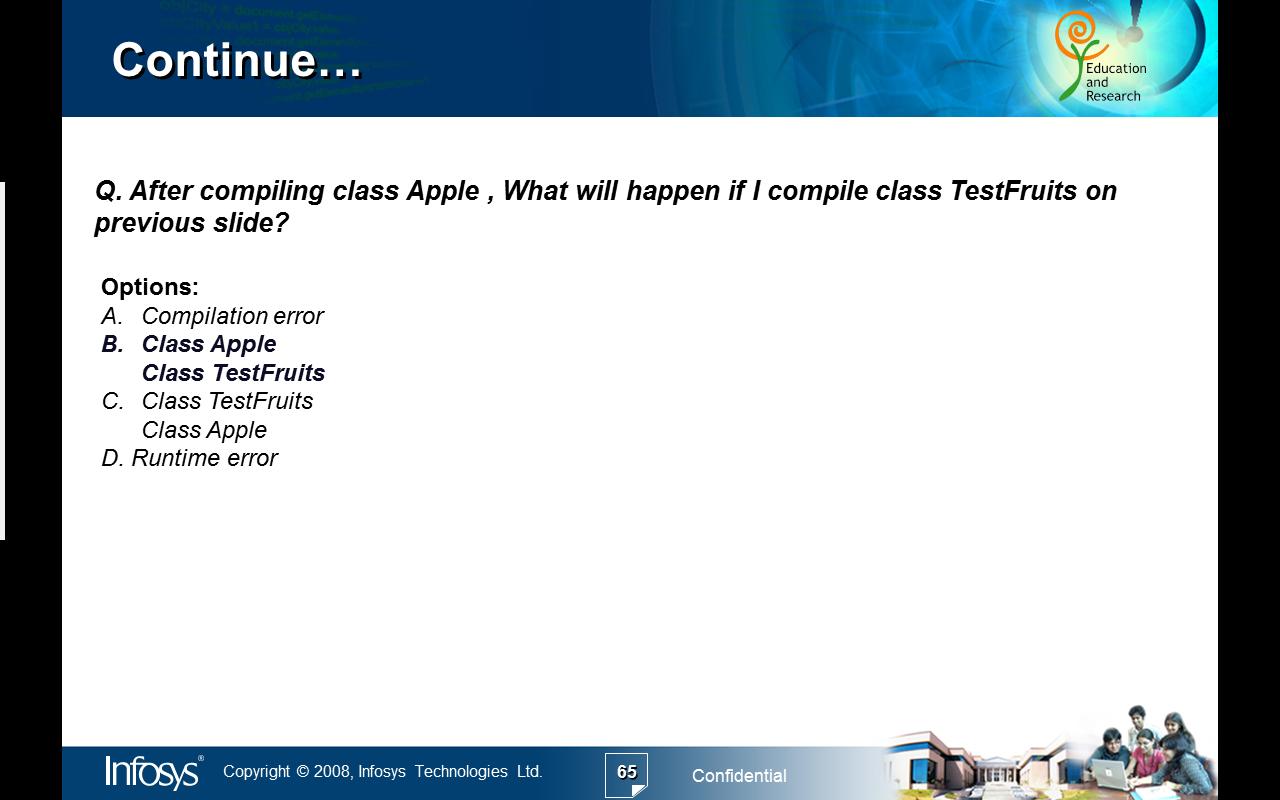 Continue…
Education
and
Research
Q. After compiling class Apple , What will happen if I compile class TestFruits on
previous slide?
Options:
A. Compilation error
B. Class Apple
Class TestFruits
C. Class TestFruits
Class Apple
D. Runtime error
Infosys®
Copyright © 2008, Infosys Technologies Ltd.
65
Confidential